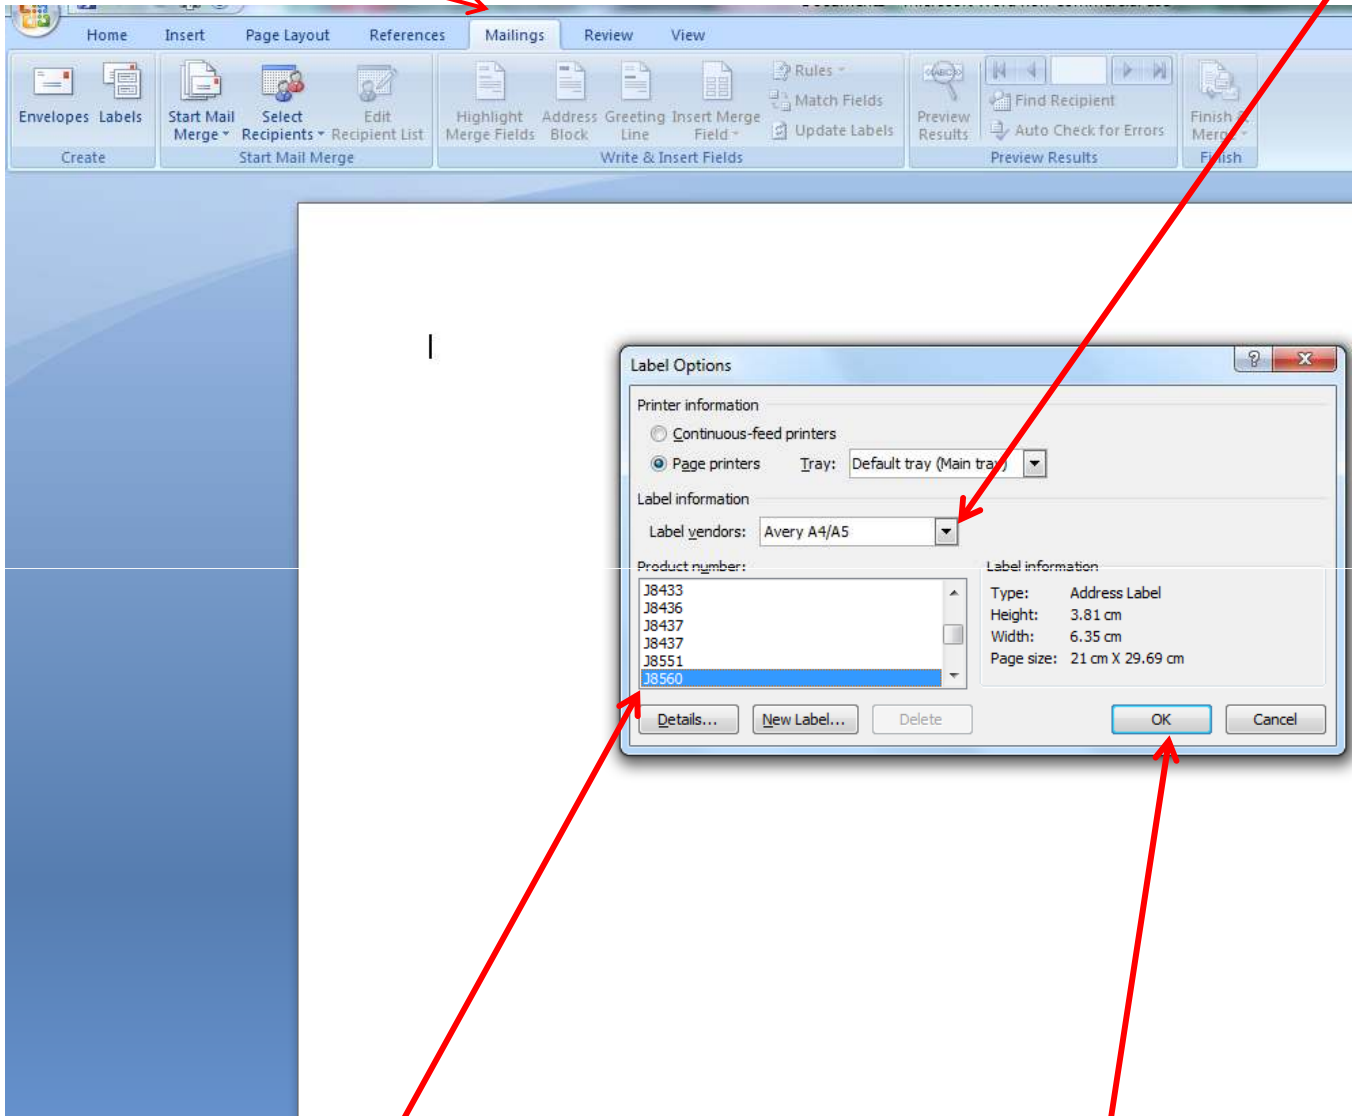 Home Insert Page Layout References Mailings Review View
Envelopes Labels
Create
Start Mail Merge
Select Recipients
Edit Recipient List
Start Mail Merge
Highlight Merge Fields
Address Block
Greeting Line
Insert Merge Field
Rules
Match Fields
Update Labels
Write & Insert Fields
ABC
Preview Results
Find Recipient
Auto Check for Errors
Preview Results
Finish & Merge
Finish
Label Options
Printer information
Continuous-feed printers
Page printers Tray: Default tray (Main tray)
Label information
Label vendors: Avery A4/A5
Product number:
J8433
J8436
J8437
J8437
J8551
J8560
Label information
Type: Address Label
Height: 3.81 cm
Width: 6.35 cm
Page size: 21 cm X 29.69 cm
Details... New Label... Delete OK Cancel